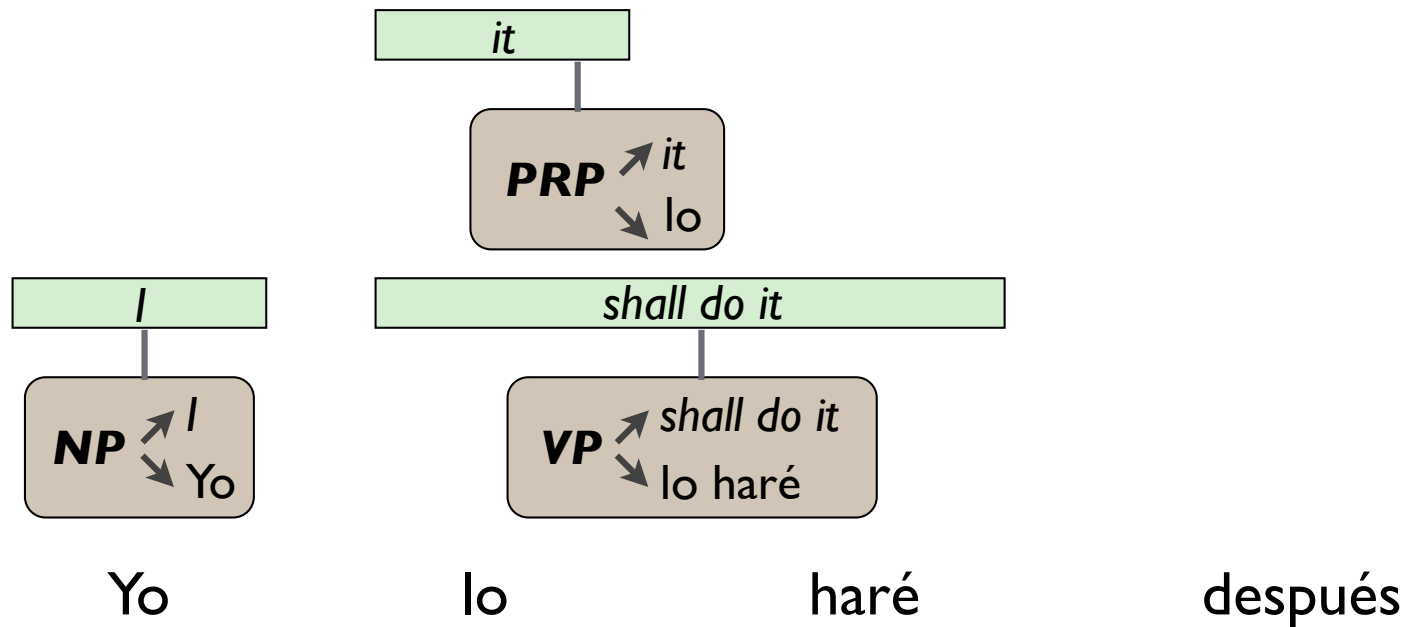 it
PRP it
lo
I
shall do it
NP I
Yo
VP shall do it
lo haré
Yo lo haré después